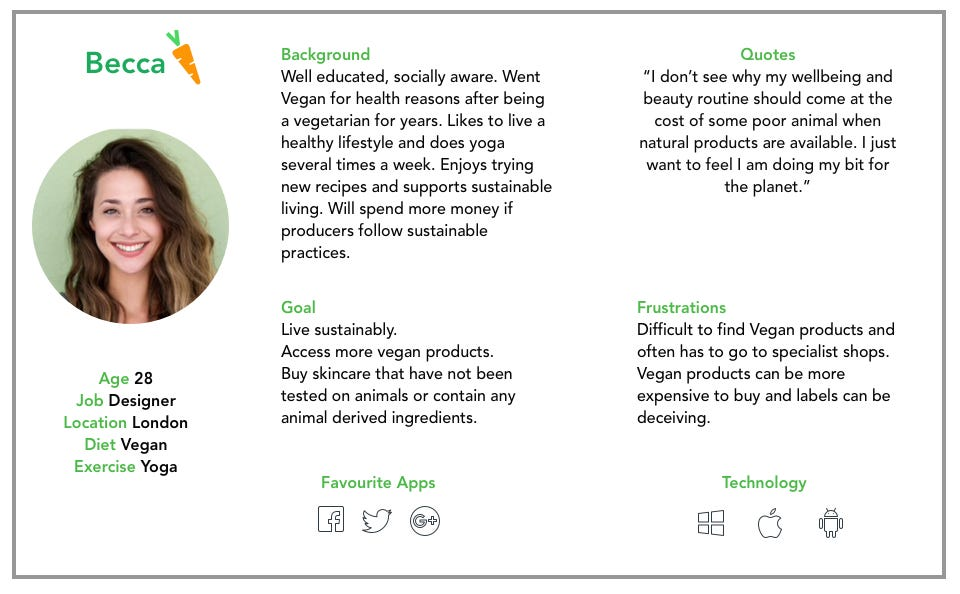 Becca
Age 28
Job Designer
Location London
Diet Vegan
Exercise Yoga
Background
Well educated, socially aware. Went
Vegan for health reasons after being
a vegetarian for years. Likes to live a
healthy lifestyle and does yoga
several times a week. Enjoys trying
new recipes and supports sustainable
living. Will spend more money if
producers follow sustainable
practices.
Quotes
“I don’t see why my wellbeing and
beauty routine should come at the
cost of some poor animal when
natural products are available. I just
want to feel I am doing my bit for
the planet.”
Goal
Live sustainably.
Access more vegan products.
Buy skincare that have not been
tested on animals or contain any
animal derived ingredients.
Frustrations
Difficult to find Vegan products and
often has to go to specialist shops.
Vegan products can be more
expensive to buy and labels can be
deceiving.
Favourite Apps
G+
Technology